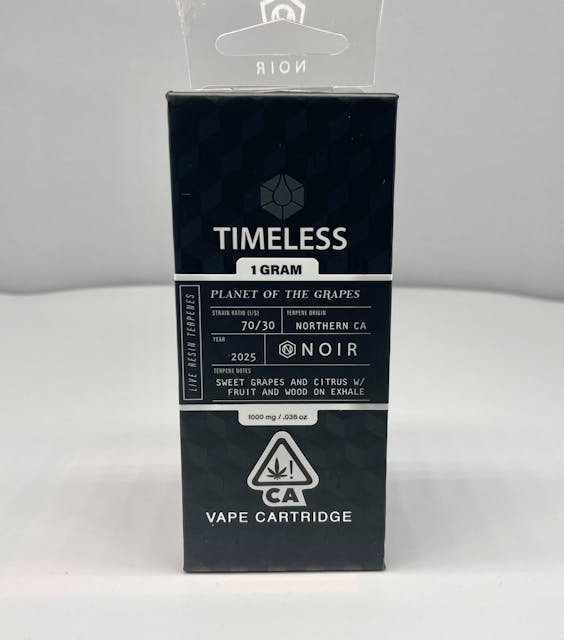 NOIR
TIMELESS
1 GRAM
LIVE RESIN TERPENES
PLANET OF THE GRAPES
STRAIN RATIO (I/S)
70/30
TERPENE ORIGIN
NORTHERN CA
YEAR
2025
NOIR
TERPENE NOTES
SWEET GRAPES AND CITRUS W/
FRUIT AND WOOD ON EXHALE
1000 mg / .036 oz
CA
VAPE CARTRIDGE